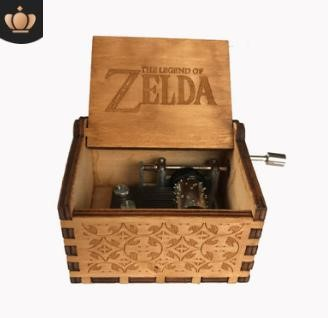 THE LEGEND OF
ZELDA